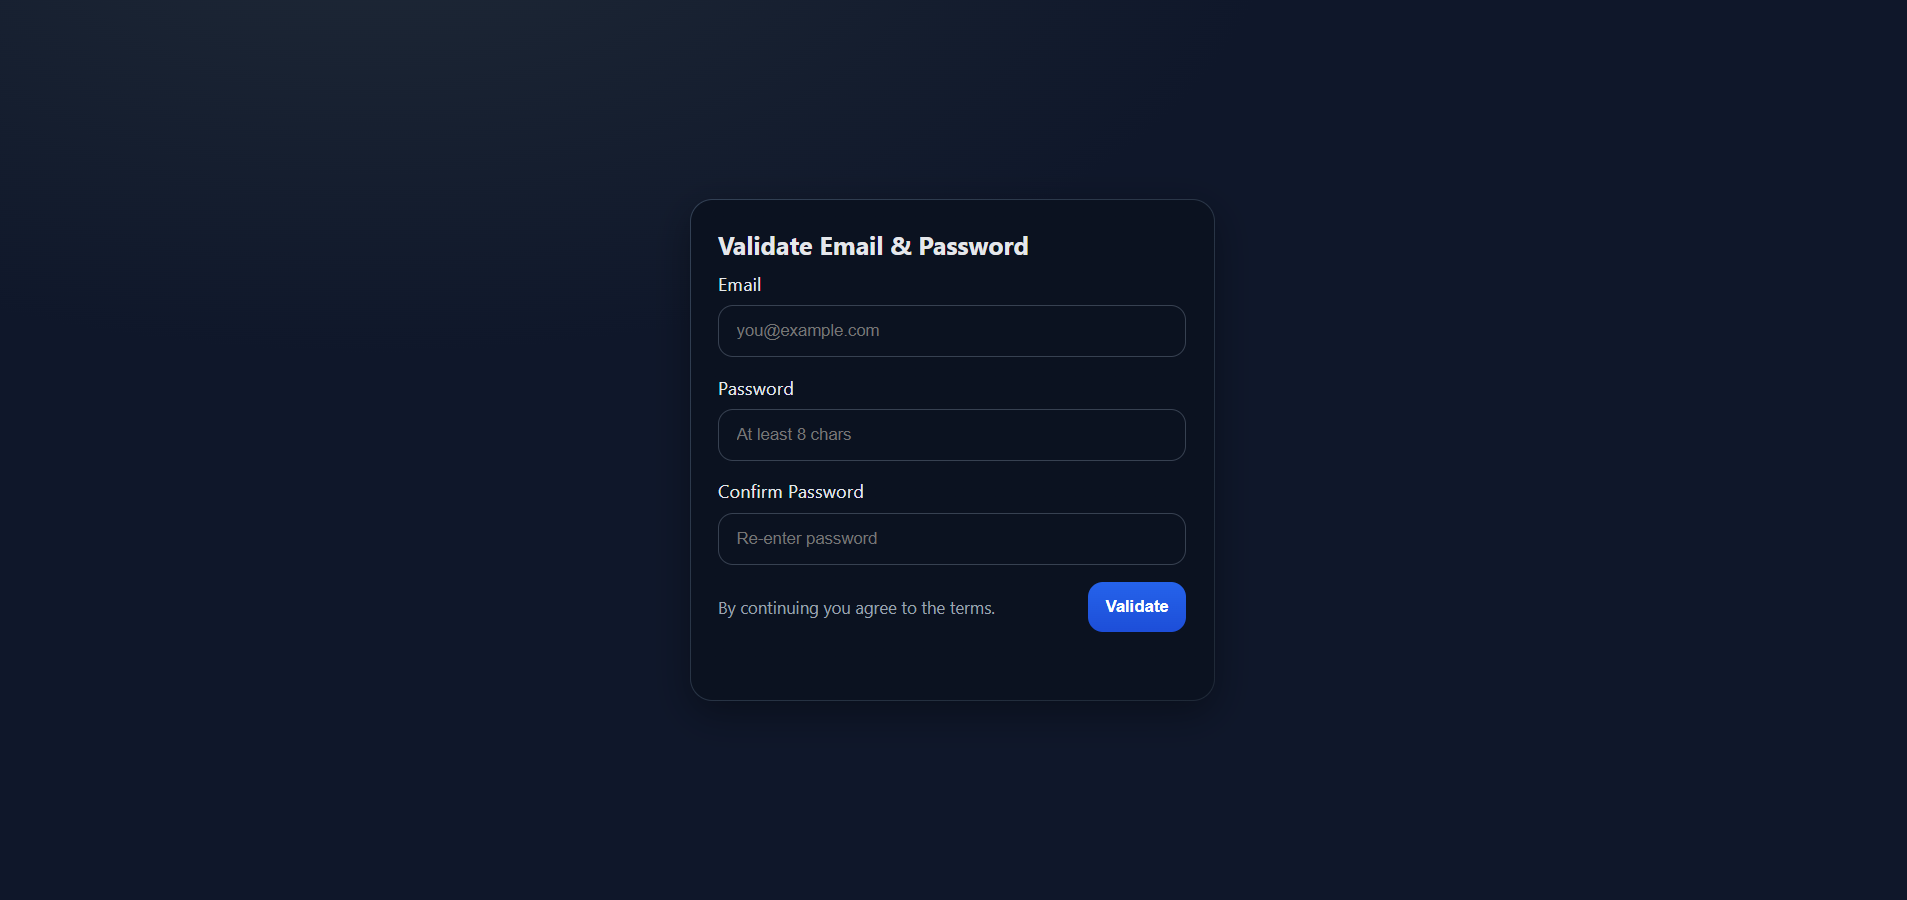 Validate Email & Password
Email
you@example.com
Password
At least 8 chars
Confirm Password
Re-enter password
By continuing you agree to the terms.
Validate